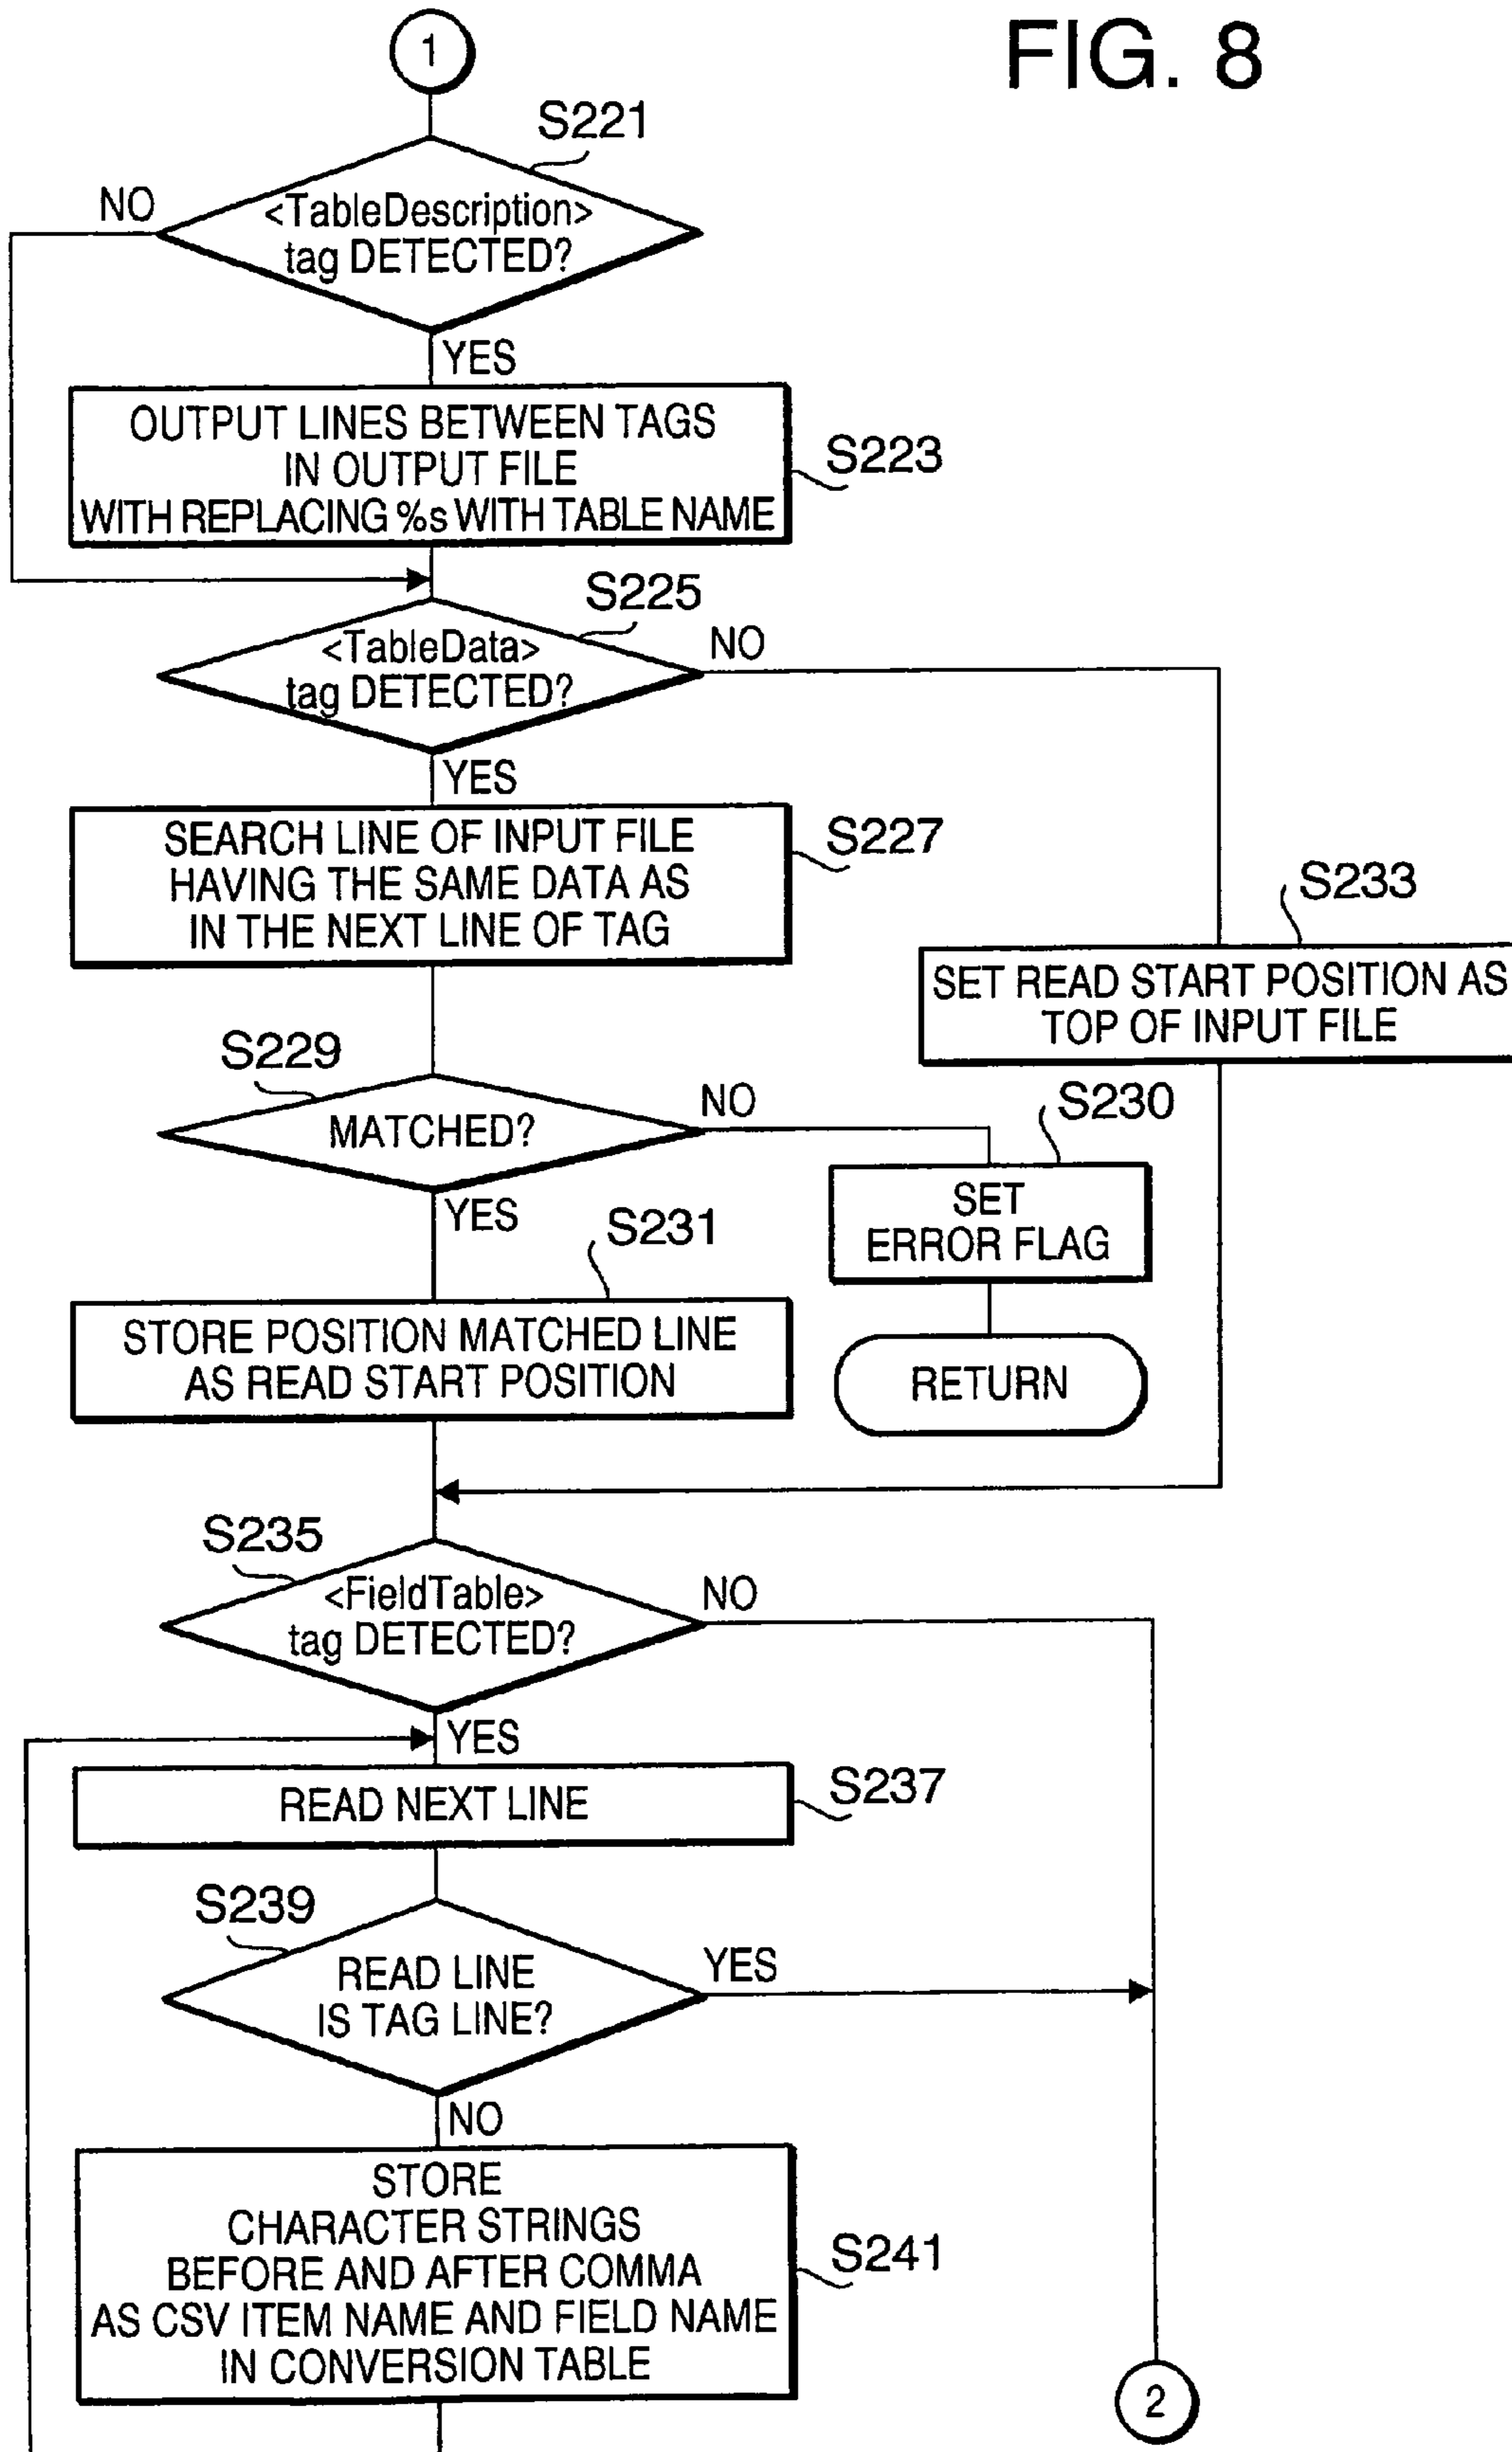 FIG. 8
1
S221
NO
<TableDescription>
tag DETECTED?
YES
OUTPUT LINES BETWEEN TAGS
IN OUTPUT FILE
WITH REPLACING %s WITH TABLE NAME
S223
S225
<TableData>
tag DETECTED?
NO
YES
SEARCH LINE OF INPUT FILE
HAVING THE SAME DATA AS
IN THE NEXT LINE OF TAG
S227
S233
SET READ START POSITION AS
TOP OF INPUT FILE
S229
MATCHED?
NO
S230
SET
ERROR FLAG
YES
S231
STORE POSITION MATCHED LINE
AS READ START POSITION
RETURN
S235
<FieldTable>
tag DETECTED?
NO
YES
READ NEXT LINE
S237
S239
READ LINE
IS TAG LINE?
YES
NO
STORE
CHARACTER STRINGS
BEFORE AND AFTER COMMA
AS CSV ITEM NAME AND FIELD NAME
IN CONVERSION TABLE
S241
2